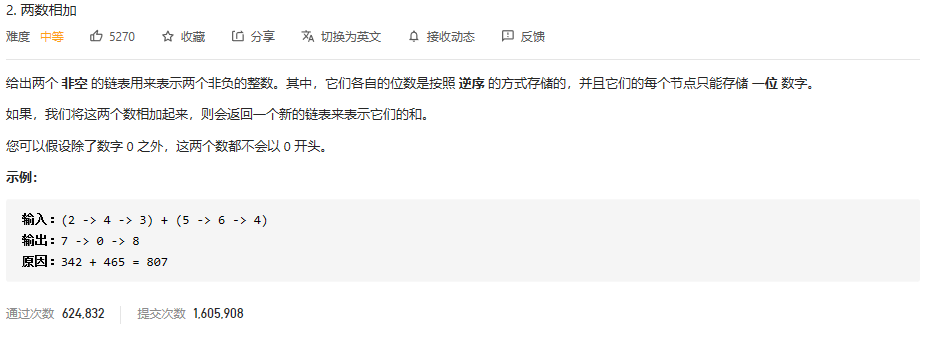 2. 两数相加
难度 中等 5270 收藏 分享 切换为英文 接收动态 反馈
给出两个 非空 的链表用来表示两个非负的整数。其中，它们各自的位数是按照 逆序 的方式存储的，并且它们的每个节点只能存储 一位 数字。
如果，我们将这两个数相加起来，则会返回一个新的链表来表示它们的和。
您可以假设除了数字 0 之外，这两个数都不会以 0 开头。
示例：
输入：(2 -> 4 -> 3) + (5 -> 6 -> 4)
输出：7 -> 0 -> 8
原因：342 + 465 = 807
通过次数 624,832 提交次数 1,605,908